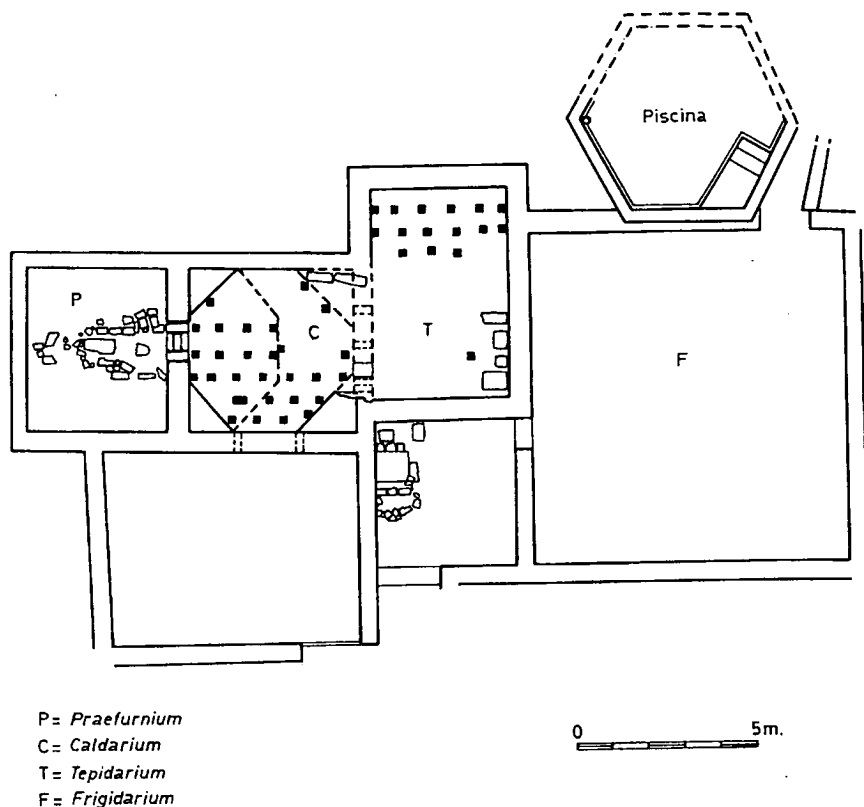 Piscina
P
C
T
F
P= Praefurnium
C= Caldarium
T= Tepidarium
F= Frigidarium
0 5m.